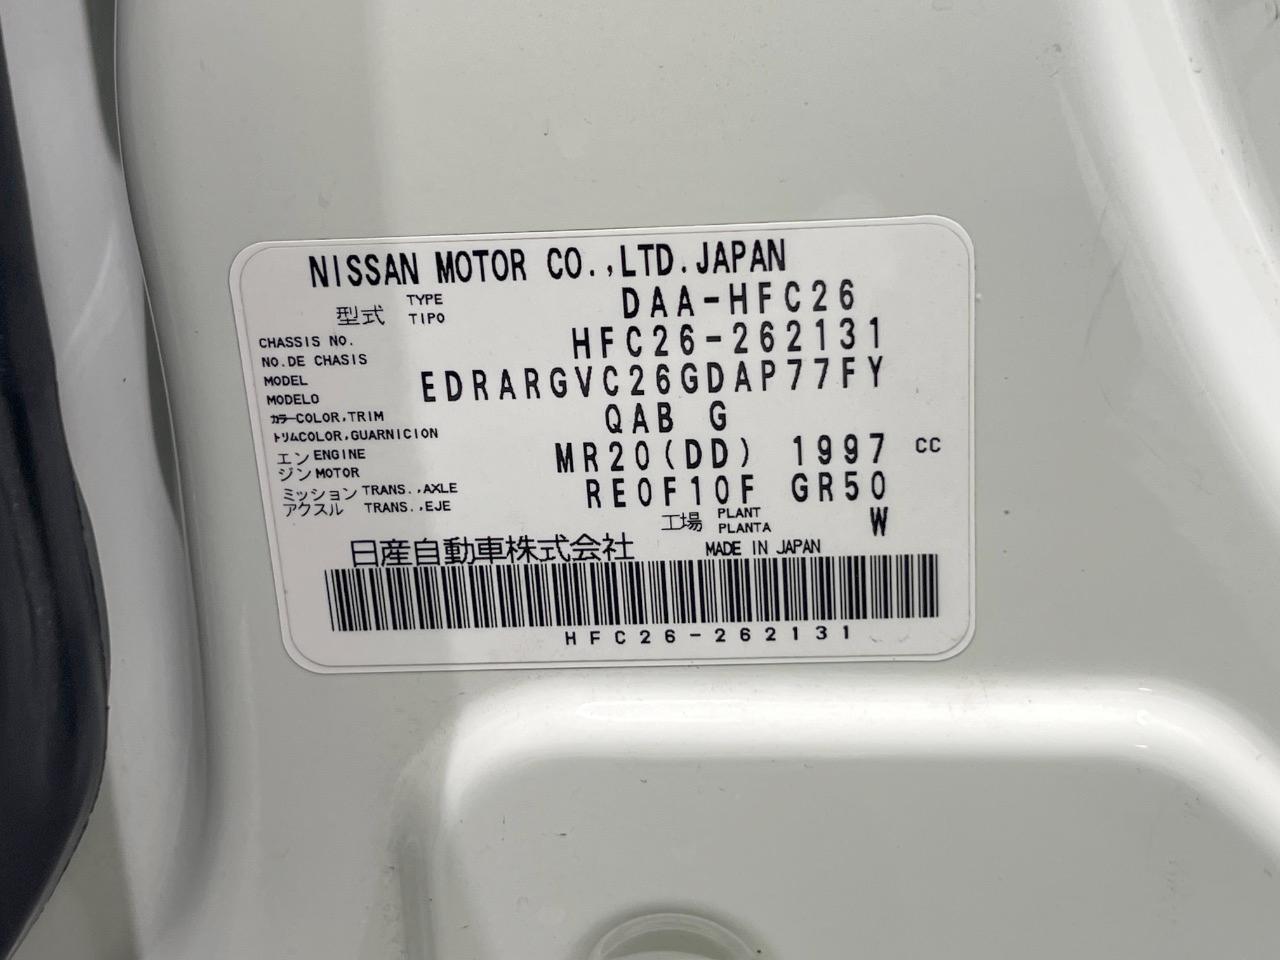 NISSAN MOTOR CO.,LTD.JAPAN
型式 TYPE TIPO DAA-HFC26
CHASSIS NO. NO.DE CHASIS HFC26-262131
MODEL MODELO EDRARGVC26GDAP77FY
カラー COLOR,TRIM トリム COLOR,GUARNICION QAB G
エンジン ENGINE MOTOR MR20(DD) 1997 CC
ミッション TRANS.,AXLE アクスル TRANS.,EJE RE0F10F GR50
工場 PLANT PLANTA W
日産自動車株式会社 MADE IN JAPAN
HFC26-262131